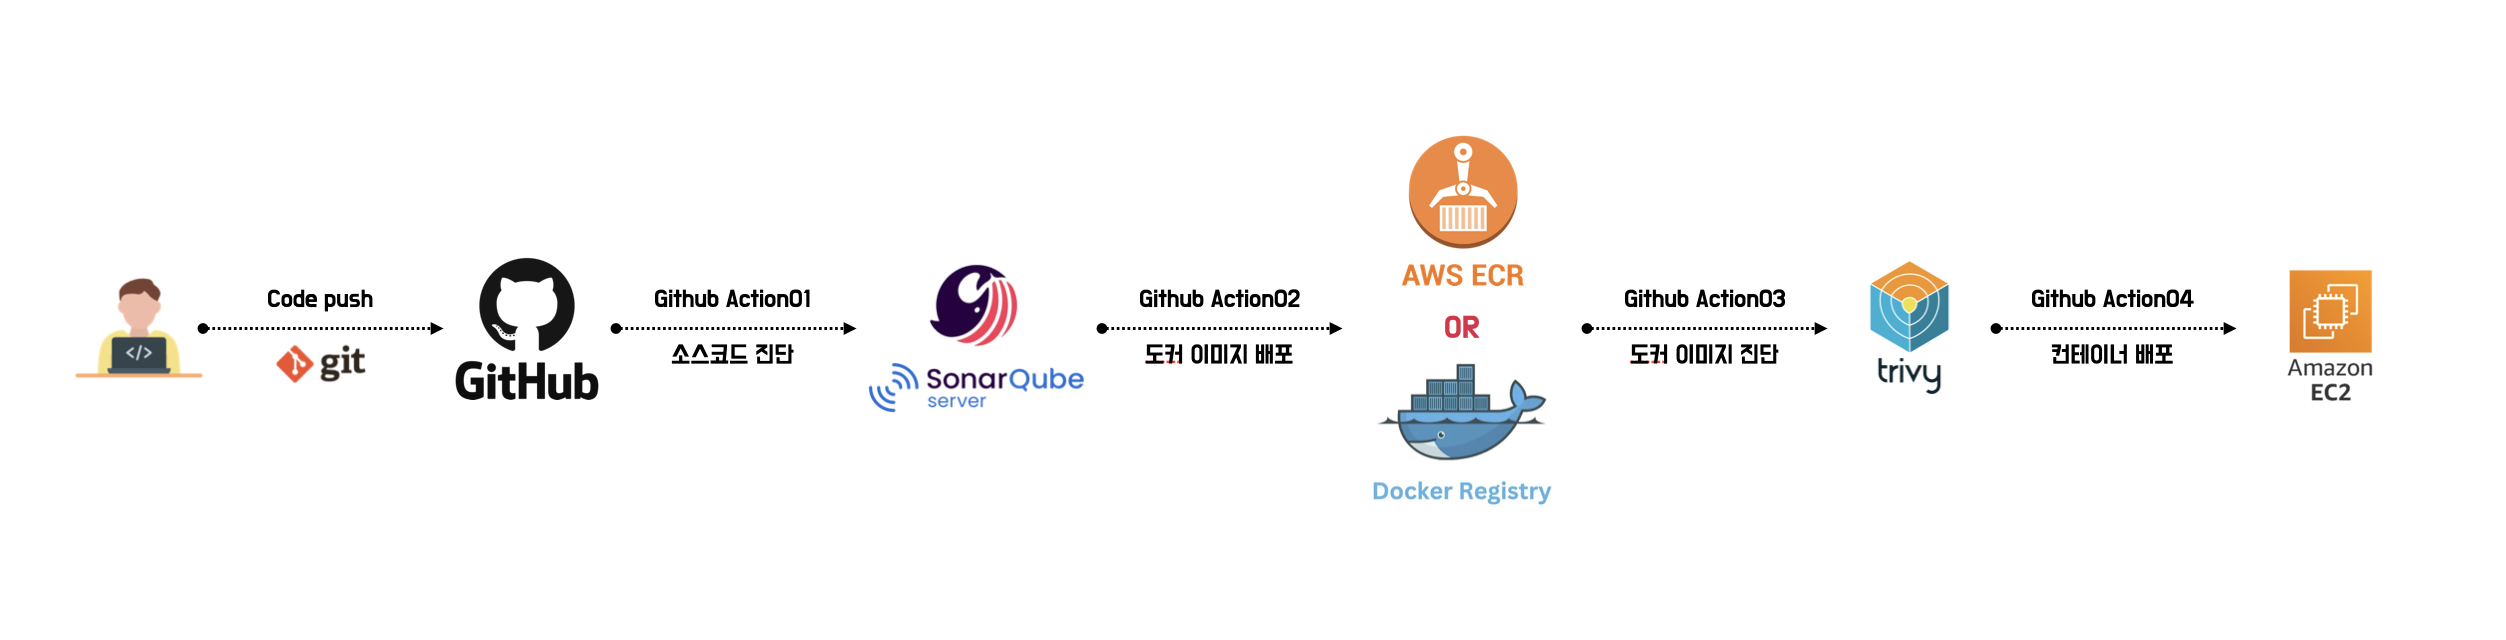 Code push
git
GitHub
Github Action01
소스코드 진단
SonarQube
server
Github Action02
도커 이미지 배포
AWS ECR
OR
Docker Registry
Github Action03
도커 이미지 진단
trivy
Github Action04
컨테이너 배포
Amazon
EC2